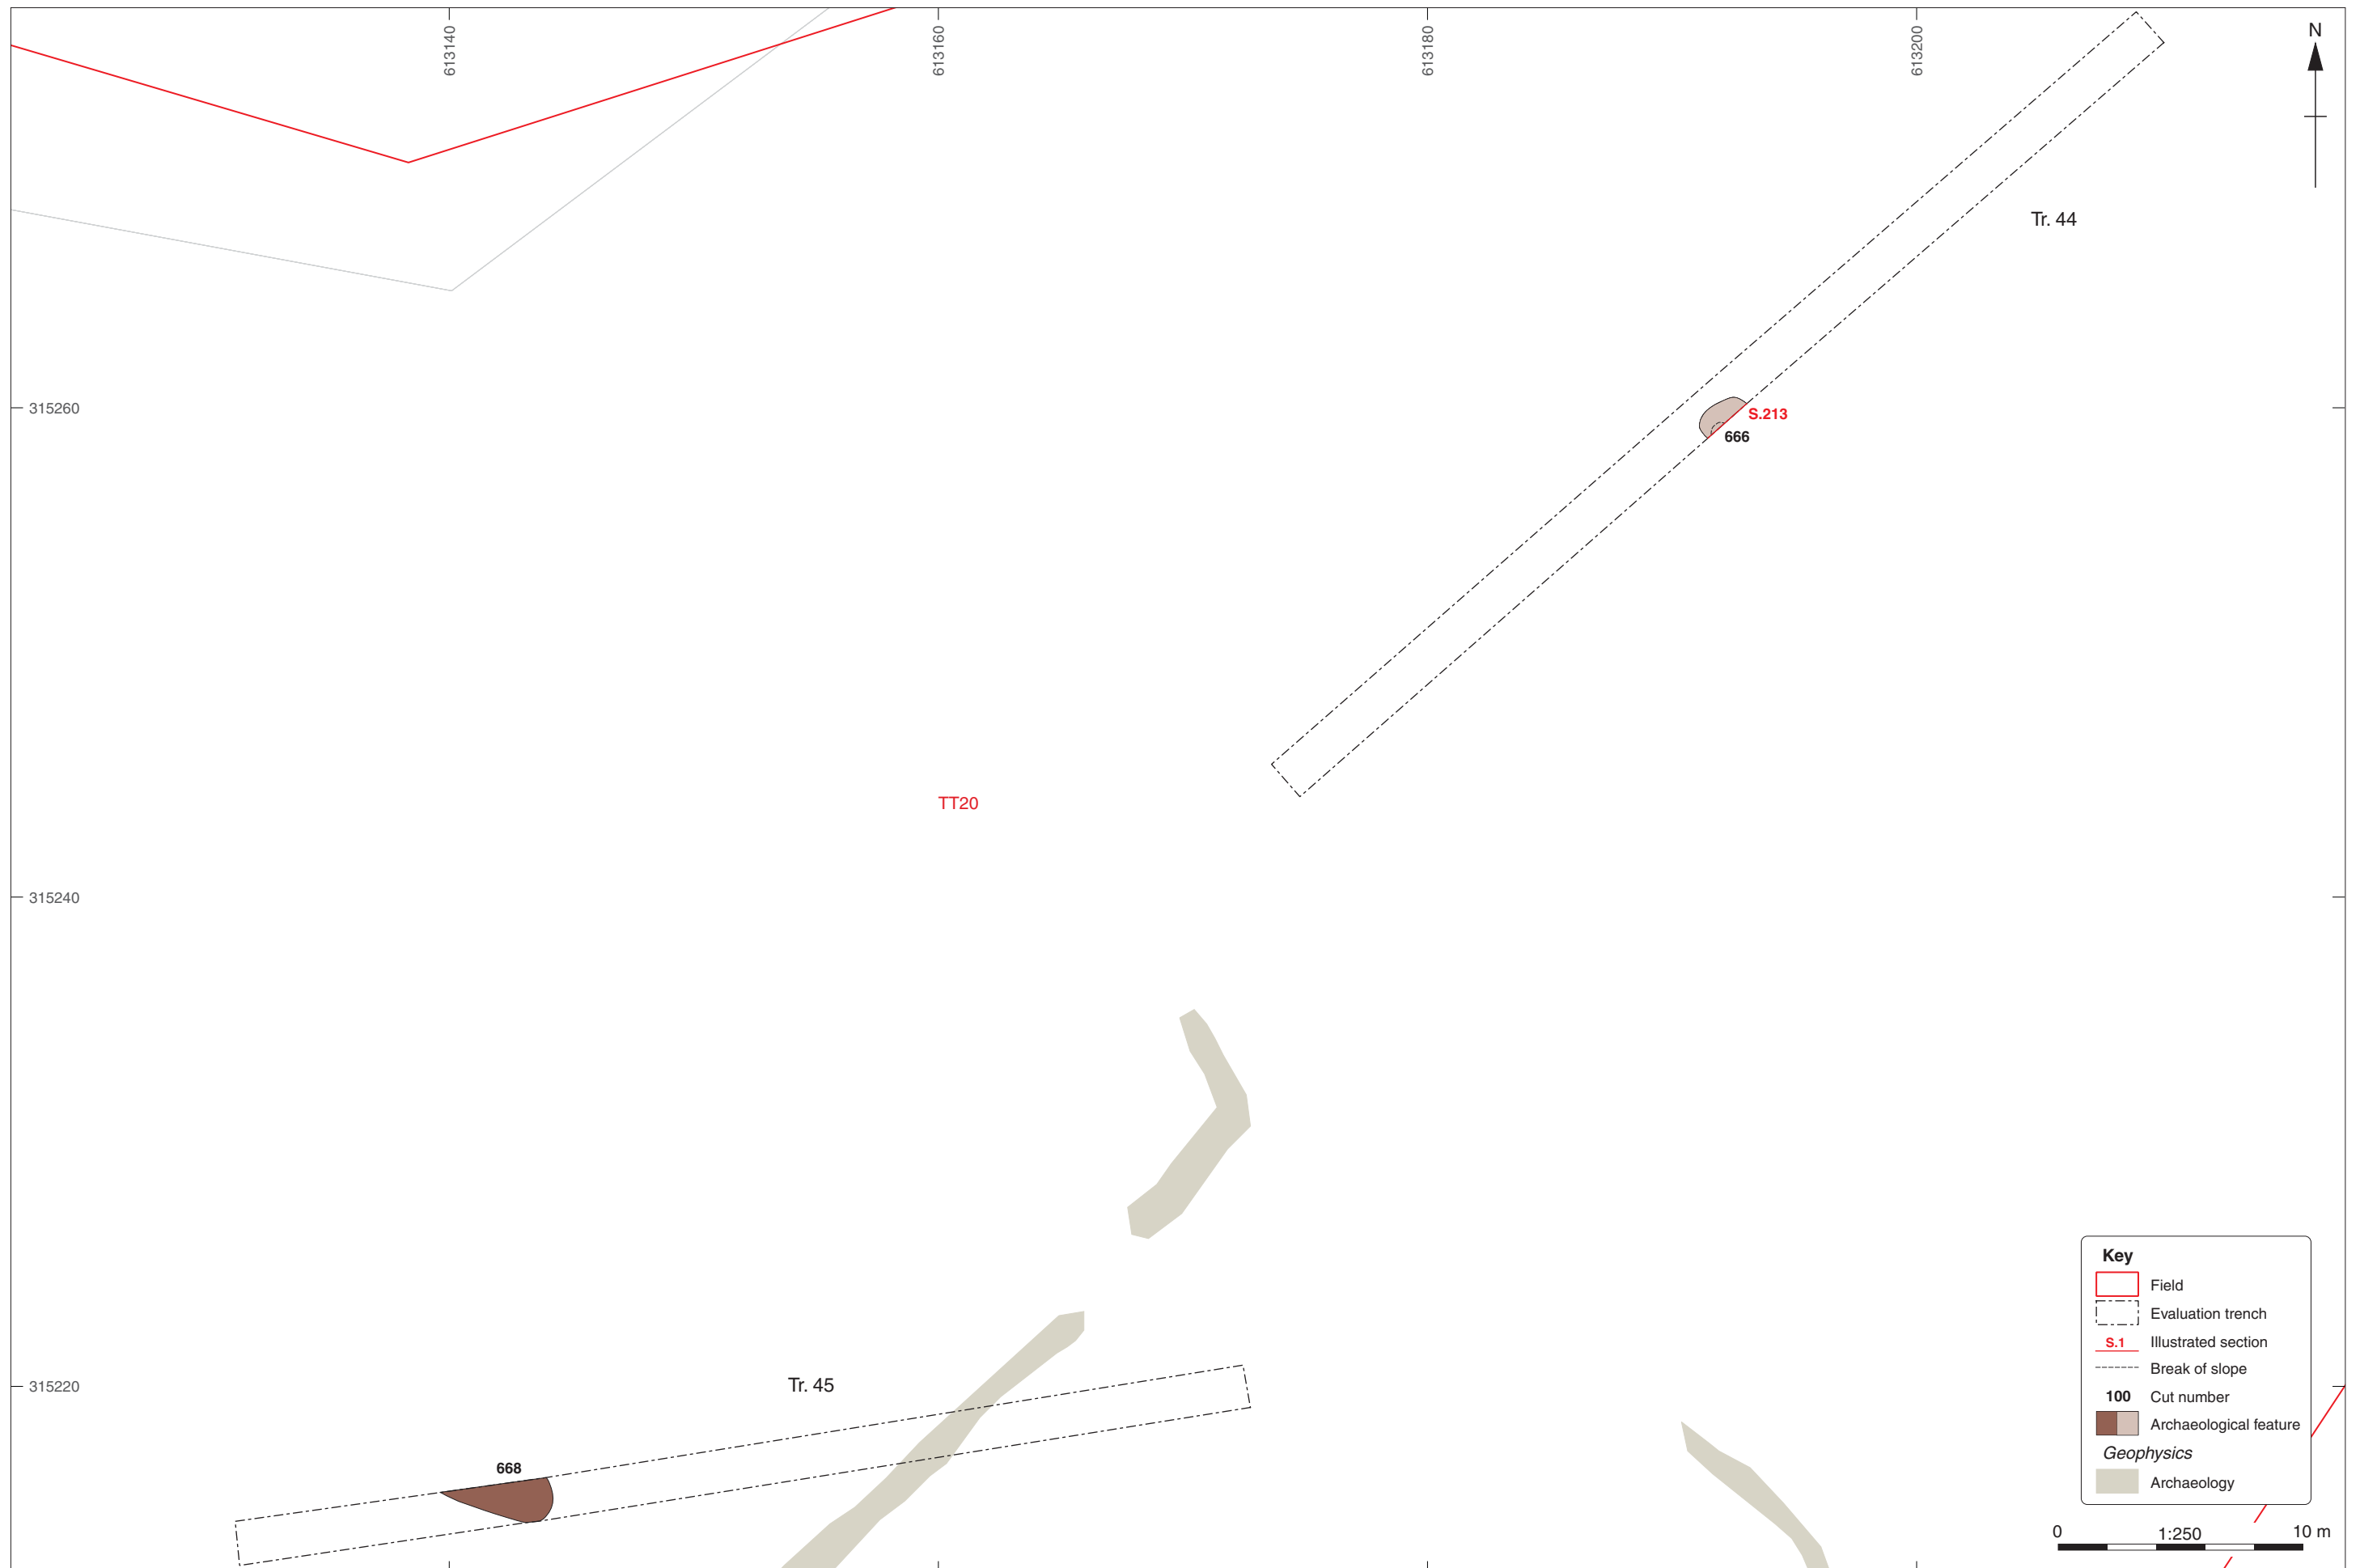 613140
613160
613180
613200
N
Tr. 44
315260
S.213
666
TT20
315240
315220
Tr. 45
668
Key
Field
Evaluation trench
S.1 Illustrated section
Break of slope
100 Cut number
Archaeological feature
Geophysics
Archaeology
0 1:250 10 m